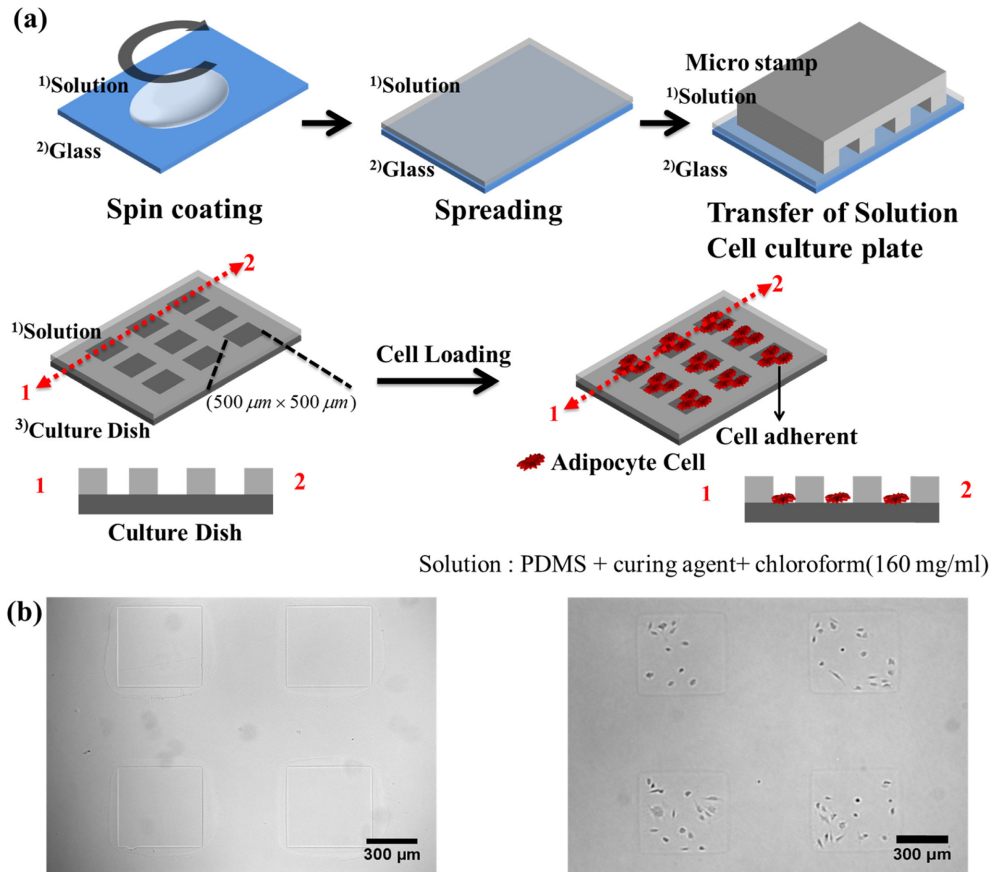 (a)
1)Solution
2)Glass
Spin coating
1)Solution
2)Glass
Spreading
Micro stamp
1)Solution
2)Glass
Transfer of Solution
Cell culture plate
2
1)Solution
1
(500 μm × 500 μm)
3)Culture Dish
1
2
Culture Dish
Cell Loading
2
1
Cell adherent
Adipocyte Cell
1
2
Solution : PDMS + curing agent+ chloroform(160 mg/ml)
(b)
300 μm
300 μm